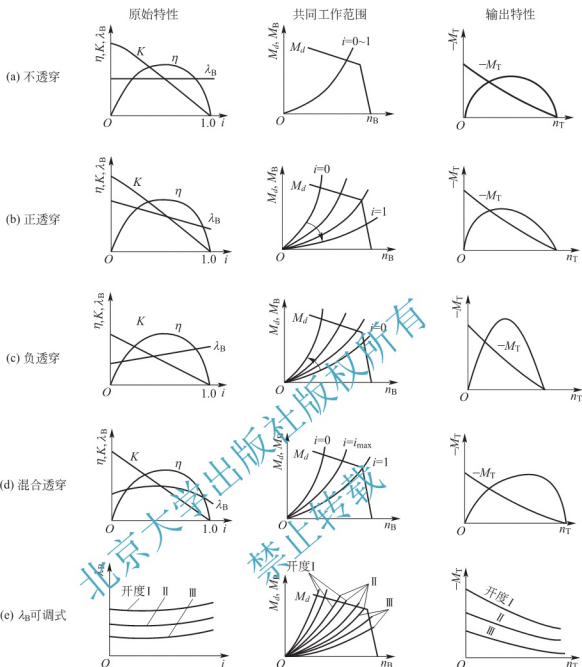 原始特性
共同工作范围
输出特性
(a) 不透穿
η,K,λB
K
η
λB
O
1.0
i
Md, MB
Md
i=0~1
O
nB
−MT
−MT
O
nT
(b) 正透穿
η,K,λB
K
η
λB
O
1.0
i
Md, MB
i=0
Md
i=1
O
nB
−MT
−MT
O
nT
(c) 负透穿
η,K,λB
K
η
λB
O
1.0
i
Md, MB
Md
i=0
O
nB
−MT
−MT
O
nT
(d) 混合透穿
η,K,λB
K
η
λB
O
1.0
i
Md, MB
i=0
i=imax
Md
i=1
O
nB
−MT
−MT
O
nT
(e) λB可调式
开度Ⅰ
Ⅱ
Ⅲ
O
i
Md, MB
开度Ⅰ
Md
Ⅱ
Ⅲ
O
nB
−MT
开度Ⅰ
Ⅱ
Ⅲ
O
nT
北京大学出版社版权所有
禁止转载